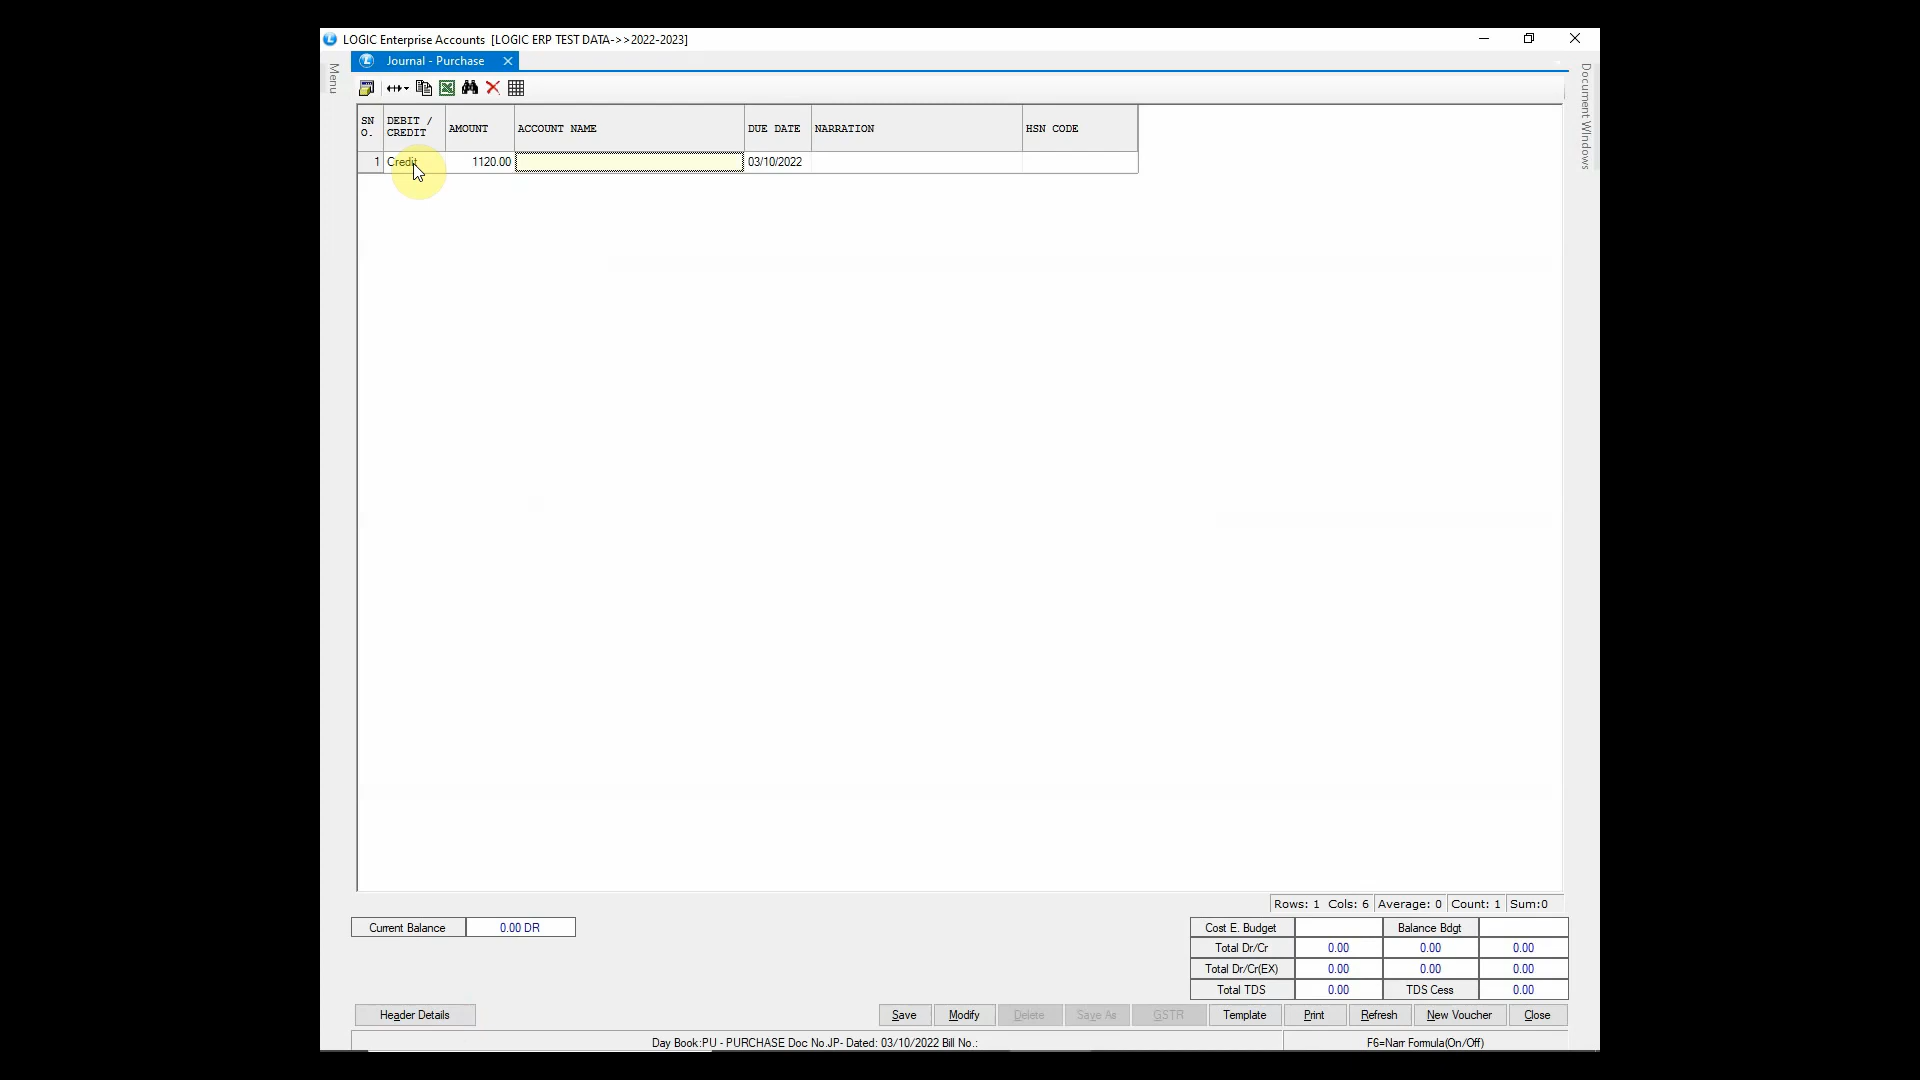 LOGIC Enterprise Accounts [LOGIC ERP TEST DATA->>2022-2023]
Menu
Journal - Purchase
Document Windows
SN O. DEBIT / CREDIT AMOUNT ACCOUNT NAME DUE DATE NARRATION HSN CODE
1 Credit 1120.00 03/10/2022
Rows: 1 Cols: 6 Average: 0 Count: 1 Sum:0
Current Balance 0.00 DR
Cost E. Budget Balance Bdgt
Total Dr/Cr 0.00 0.00 0.00
Total Dr/Cr(EX) 0.00 0.00 0.00
Total TDS 0.00 TDS Cess 0.00
Header Details Save Modify Delete Save As GSTR Template Print Refresh New Voucher Close
Day Book:PU - PURCHASE Doc No.JP- Dated: 03/10/2022 Bill No.: F6=Narr Formula(On/Off)